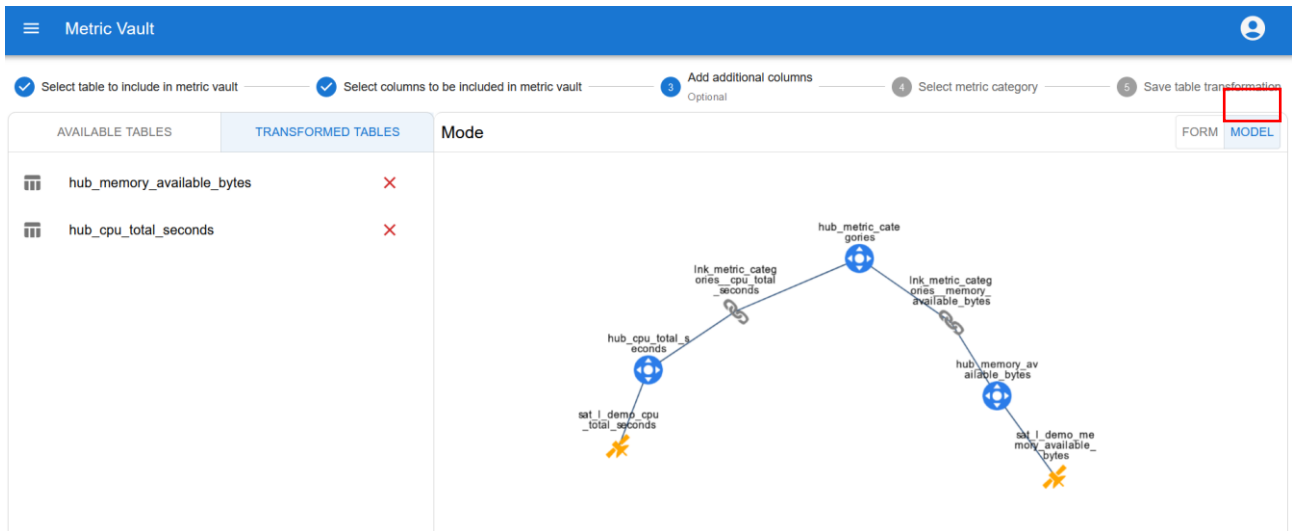 Metric Vault
Select table to include in metric vault
Select columns to be included in metric vault
3
Add additional columns
Optional
4
Select metric category
5
Save table transformation
AVAILABLE TABLES
TRANSFORMED TABLES
Mode
FORM
MODEL
hub_memory_available_bytes
hub_cpu_total_seconds
hub_metric_cate
gories
lnk_metric_categ
ories__cpu_total
_seconds
lnk_metric_categ
ories__memory_
available_bytes
hub_cpu_total_s
econds
hub_memory_av
ailable_bytes
sat_l_demo_cpu
_total_seconds
sat_l_demo_me
mory_available_
bytes